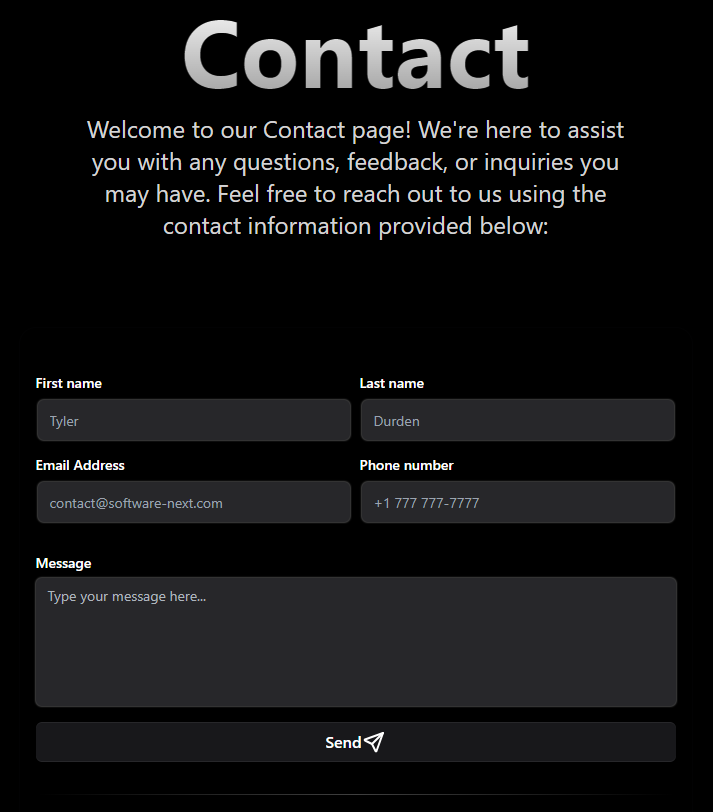 Contact
Welcome to our Contact page! We're here to assist
you with any questions, feedback, or inquiries you
may have. Feel free to reach out to us using the
contact information provided below:
First name
Last name
Tyler
Durden
Email Address
Phone number
contact@software-next.com
+1 777 777-7777
Message
Type your message here...
Send